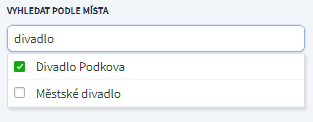 VYHLEDAT PODLE MÍSTA
divadlo
Divadlo Podkova
Městské divadlo